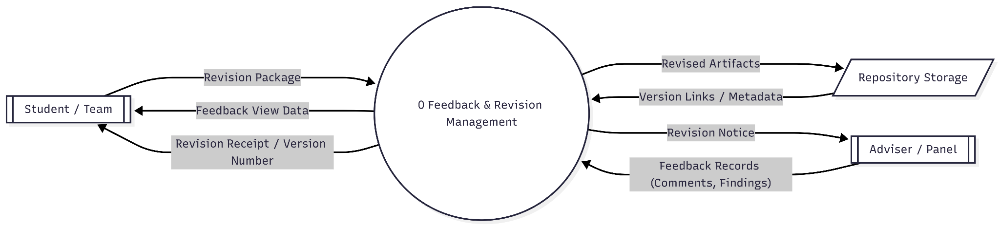 Student / Team
Revision Package
Feedback View Data
Revision Receipt / Version
Number
0 Feedback & Revision
Management
Revised Artifacts
Version Links / Metadata
Revision Notice
Feedback Records
(Comments, Findings)
Repository Storage
Adviser / Panel